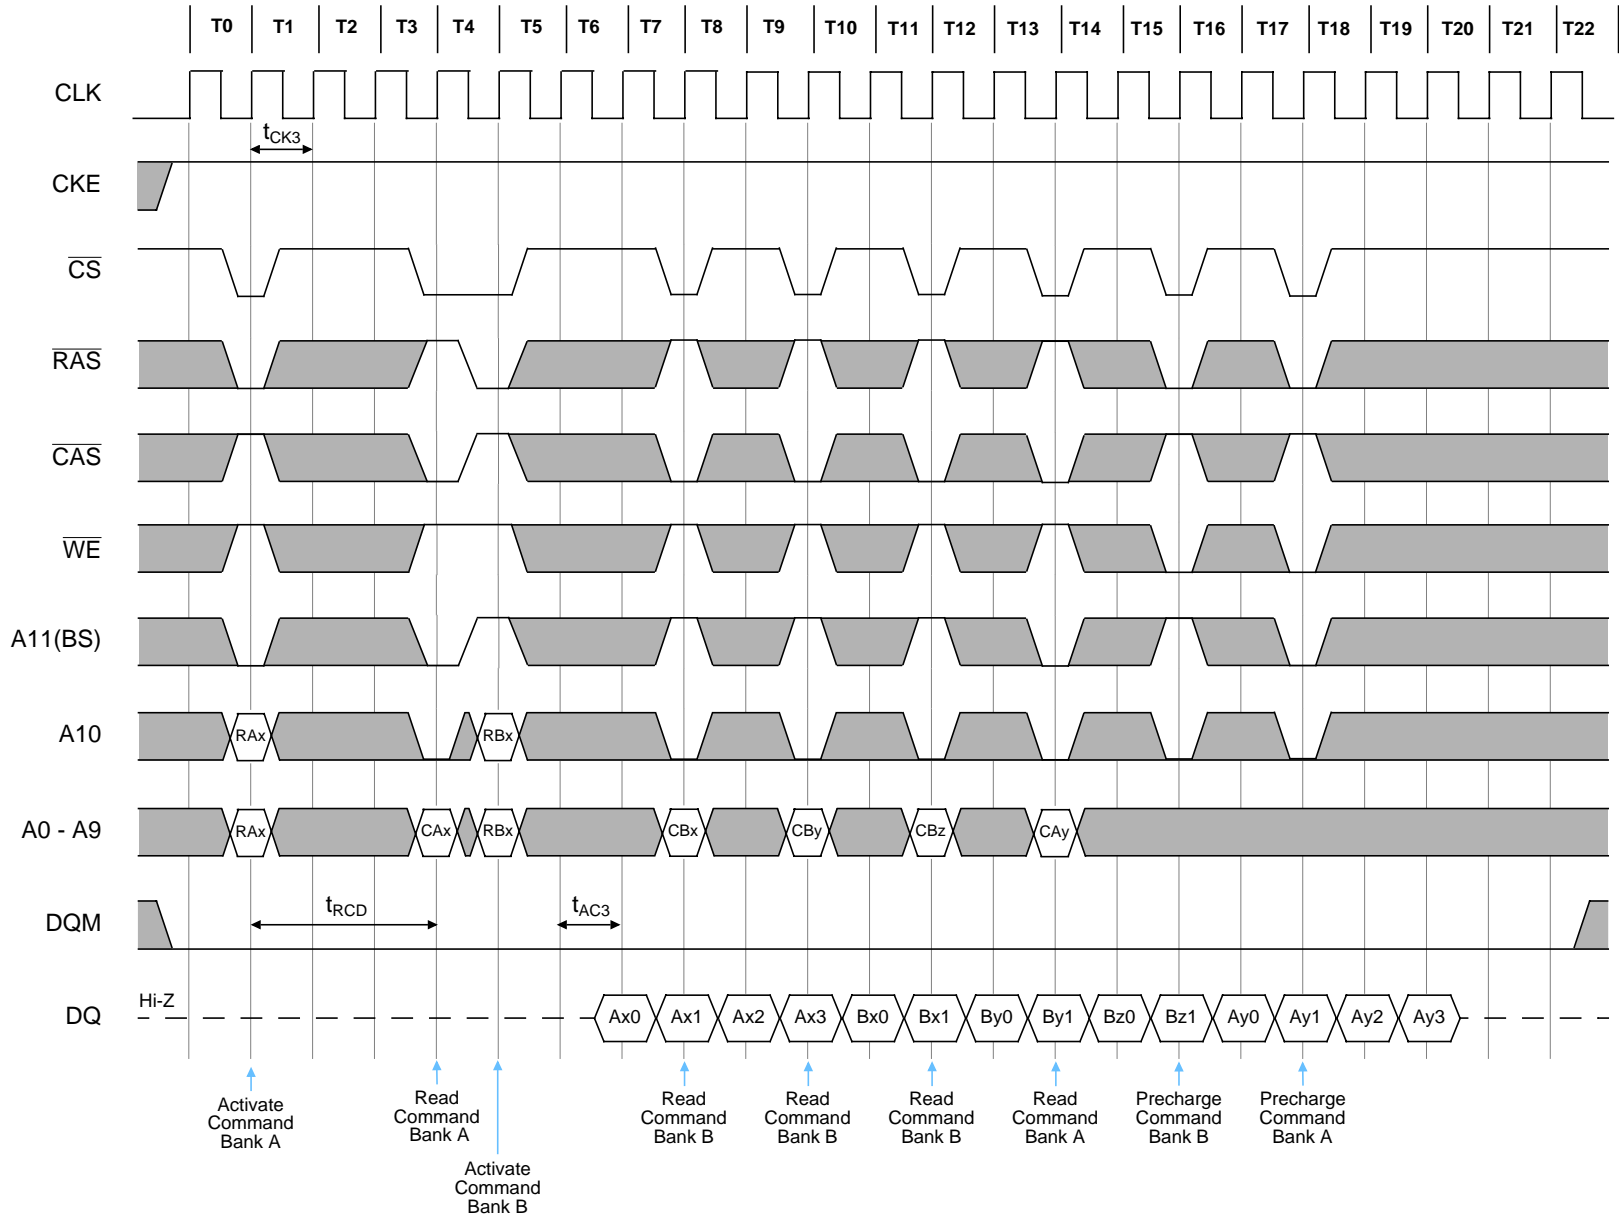 T0 T1 T2 T3 T4 T5 T6 T7 T8 T9 T10 T11 T12 T13 T14 T15 T16 T17 T18 T19 T20 T21 T22
CLK
tCK3
CKE
CS
RAS
CAS
WE
A11(BS)
A10
RAx RBx
A0 - A9
RAx CAx RBx CBx CBy CBz CAy
DQM
tRCD tAC3
DQ
Hi-Z
Ax0 Ax1 Ax2 Ax3 Bx0 Bx1 By0 By1 Bz0 Bz1 Ay0 Ay1 Ay2 Ay3
Activate
Command
Bank A
Read
Command
Bank A
Activate
Command
Bank B
Read
Command
Bank B
Read
Command
Bank B
Read
Command
Bank B
Read
Command
Bank A
Precharge
Command
Bank B
Precharge
Command
Bank A